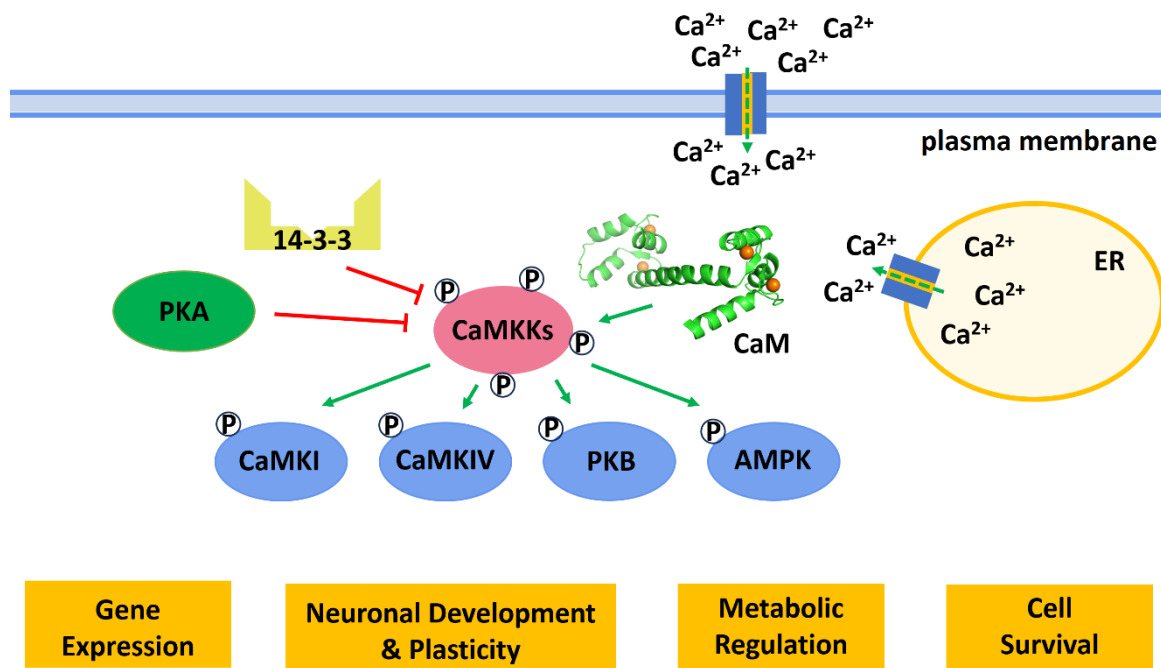 Ca2+ Ca2+ Ca2+
Ca2+ Ca2+
plasma membrane
Ca2+ Ca2+ Ca2+
14-3-3
Ca2+ Ca2+ ER
PKA
P P
CaMKKs
P
P
CaM
Ca2+ Ca2+
Ca2+
P P P P
CaMKI CaMKIV PKB AMPK
Gene
Expression
Neuronal Development
& Plasticity
Metabolic
Regulation
Cell
Survival